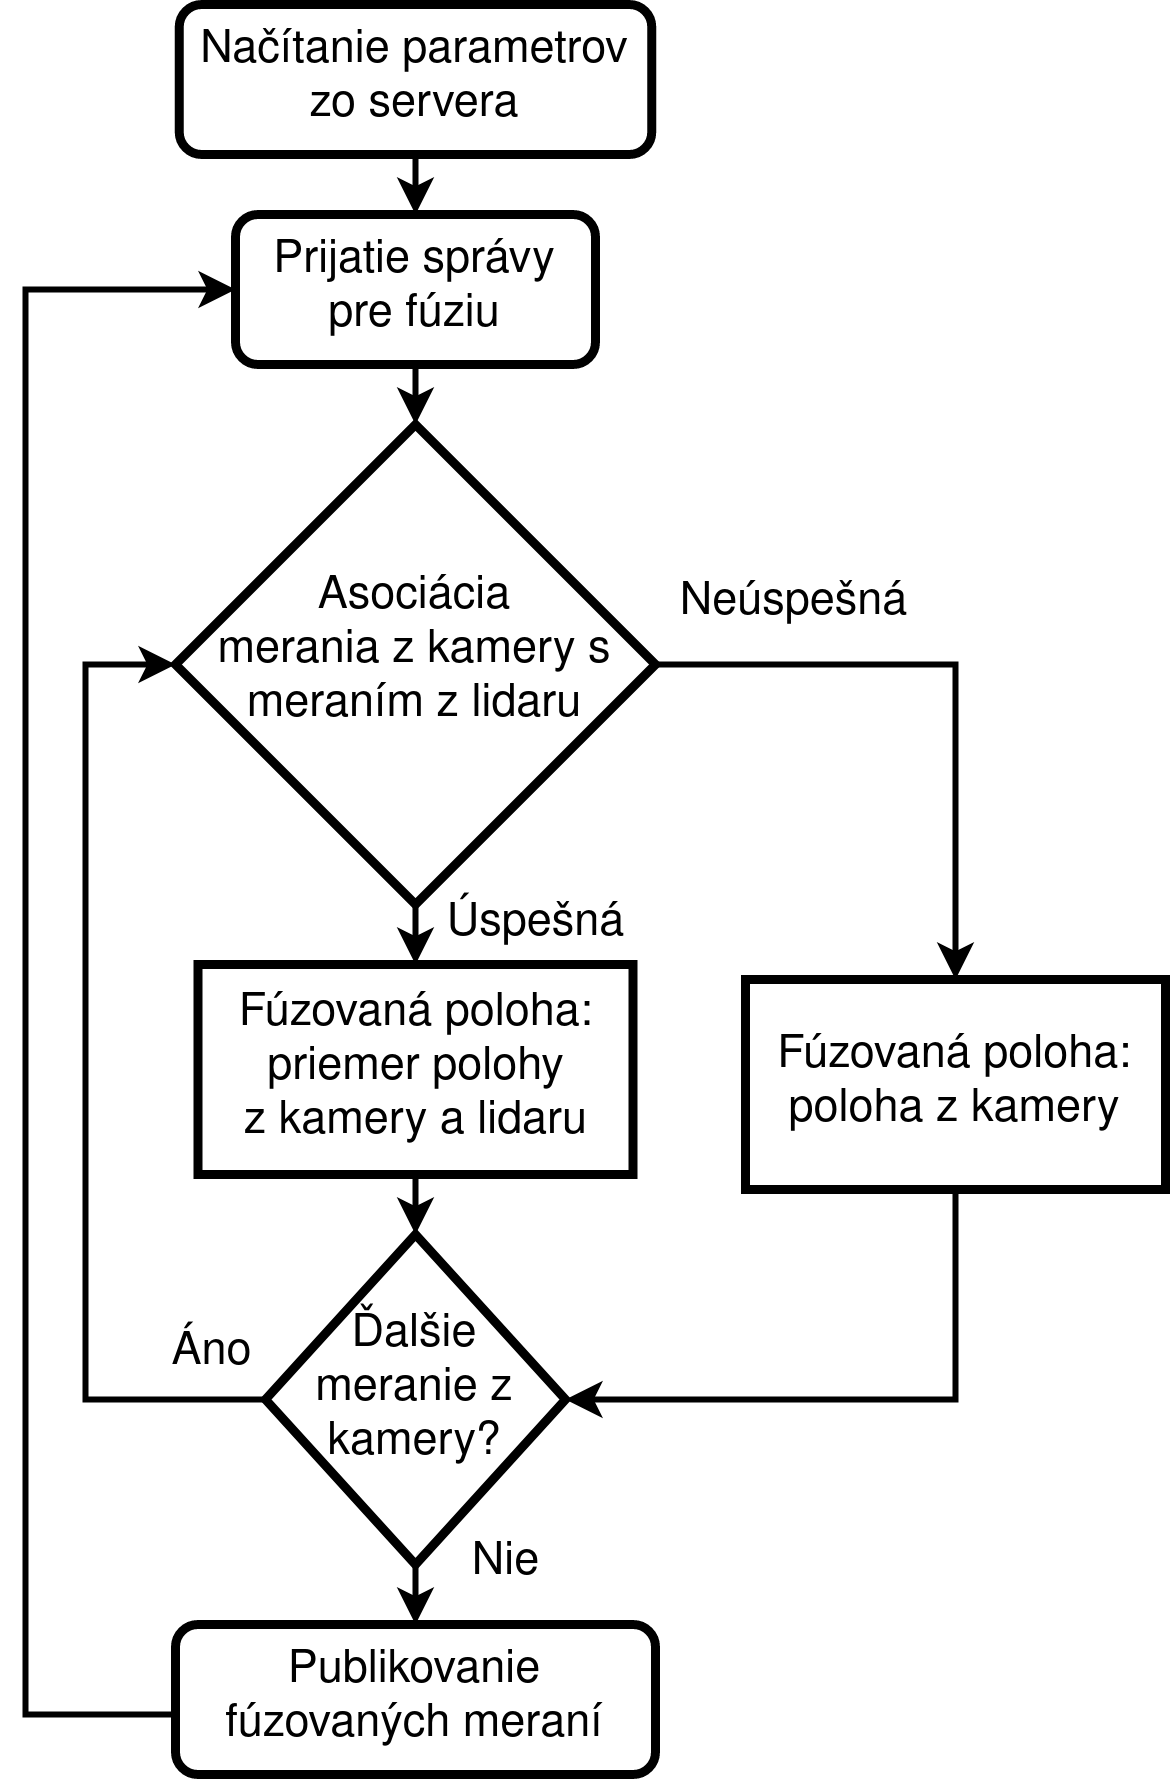 Načítanie parametrov
zo servera
Prijatie správy
pre fúziu
Asociácia
merania z kamery s
meraním z lidaru
Neúspešná
Úspešná
Fúzovaná poloha:
priemer polohy
z kamery a lidaru
Fúzovaná poloha:
poloha z kamery
Ďalšie
meranie z
kamery?
Áno
Nie
Publikovanie
fúzovaných meraní